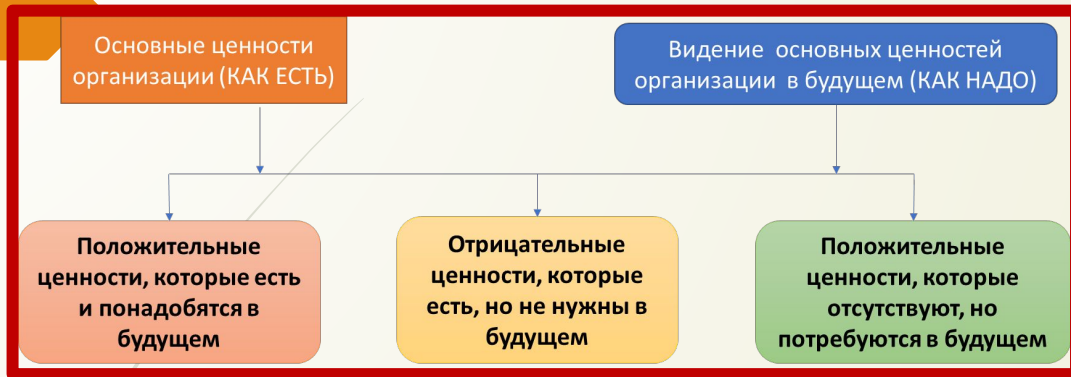 Основные ценности
организации (КАК ЕСТЬ)
Видение основных ценностей
организации в будущем (КАК НАДО)
Положительные
ценности, которые есть
и понадобятся в
будущем
Отрицательные
ценности, которые
есть, но не нужны в
будущем
Положительные
ценности, которые
отсутствуют, но
потребуются в будущем